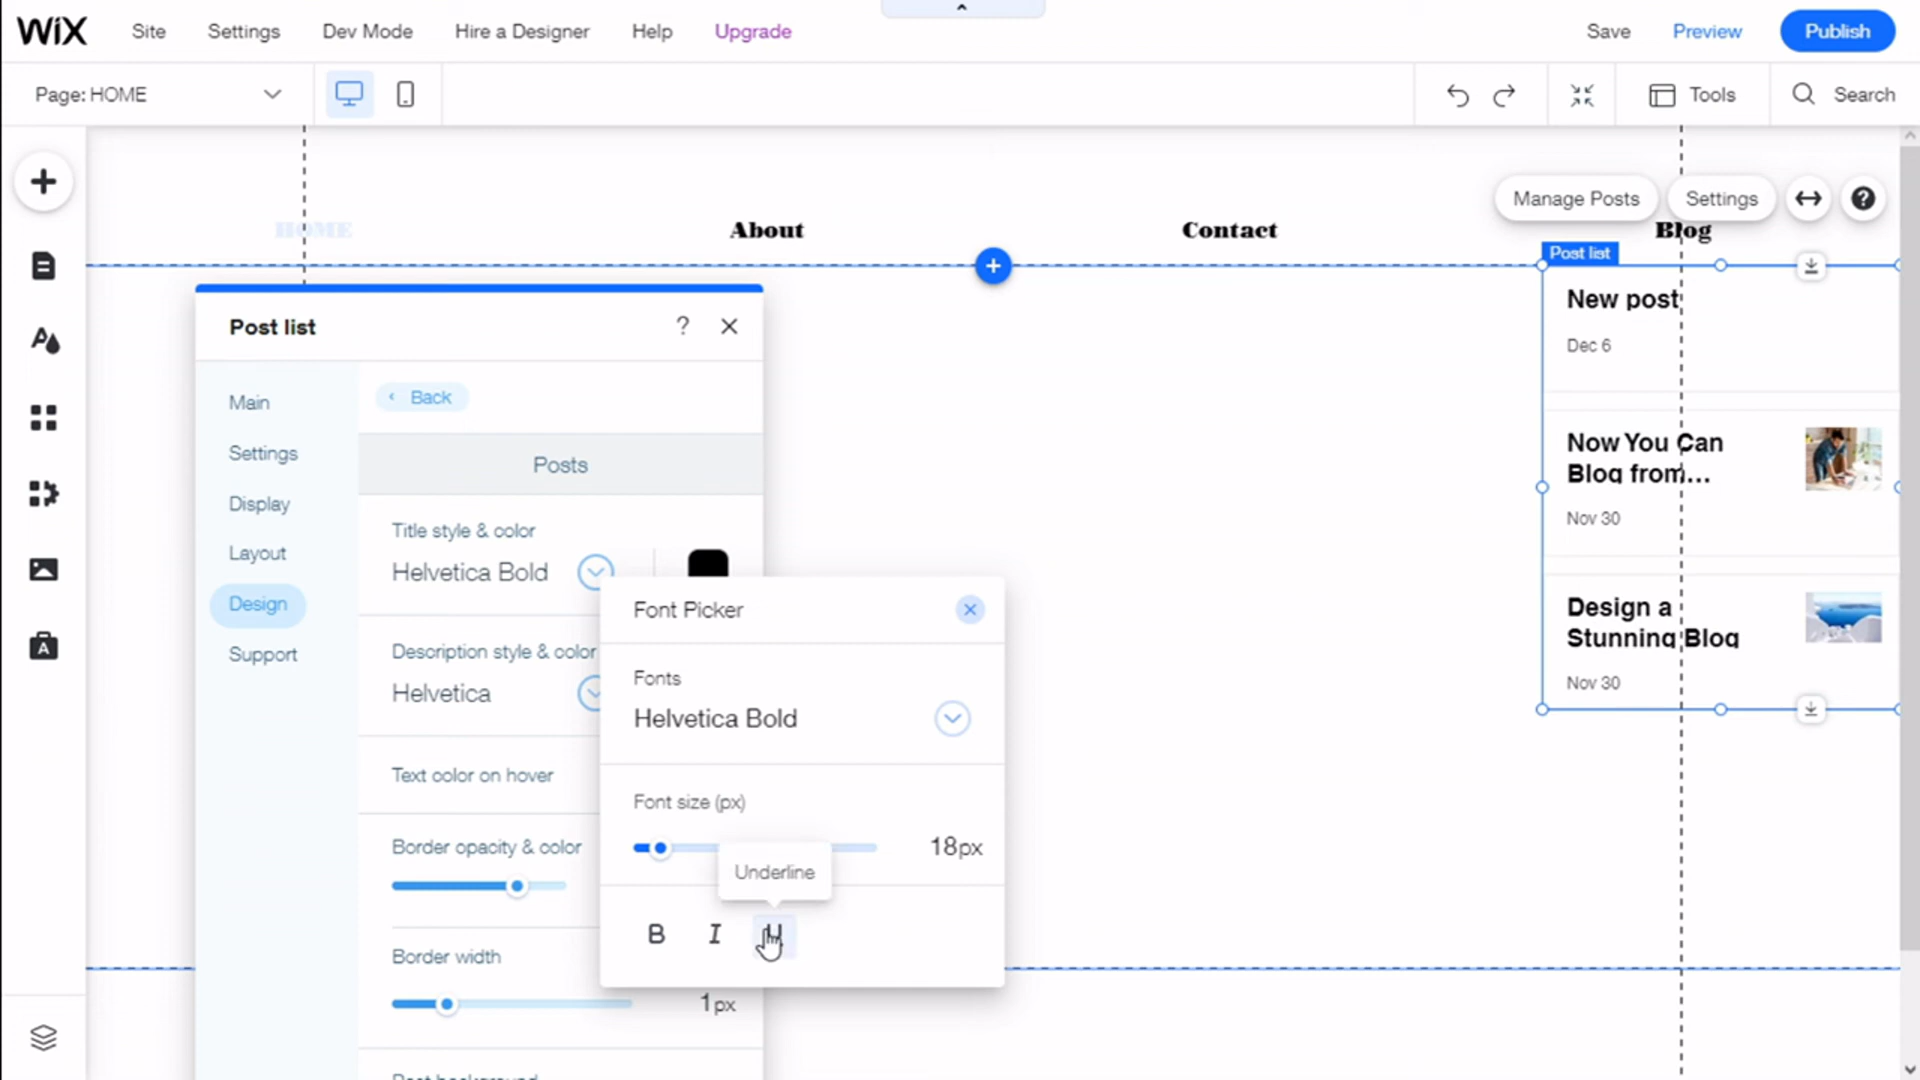 WiX
Site
Settings
Dev Mode
Hire a Designer
Help
Upgrade
Save
Preview
Publish
Page: HOME
Tools
Search
Manage Posts
Settings
HOME
About
Contact
Blog
Post list
New post
Dec 6
Now You Can
Blog from...
Nov 30
Design a
Stunning Blog
Nov 30
Post list
?
Main
Settings
Display
Layout
Design
Support
Back
Posts
Title style & color
Helvetica Bold
Description style & color
Helvetica
Text color on hover
Border opacity & color
Border width
1px
Font Picker
Fonts
Helvetica Bold
Font size (px)
18px
Underline
B I U